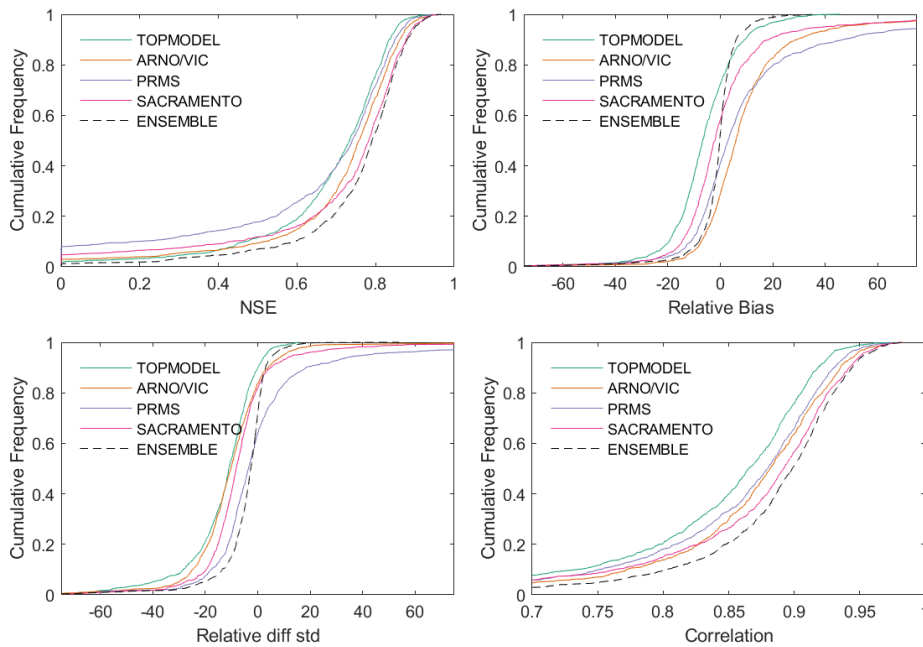 1
0.8
0.6
0.4
0.2
0
Cumulative Frequency
TOPMODEL
ARNO/VIC
PRMS
SACRAMENTO
ENSEMBLE
0 0.2 0.4 0.6 0.8 1
NSE
1
0.8
0.6
0.4
0.2
0
Cumulative Frequency
TOPMODEL
ARNO/VIC
PRMS
SACRAMENTO
ENSEMBLE
-60 -40 -20 0 20 40 60
Relative Bias
1
0.8
0.6
0.4
0.2
0
Cumulative Frequency
TOPMODEL
ARNO/VIC
PRMS
SACRAMENTO
ENSEMBLE
-60 -40 -20 0 20 40 60
Relative diff std
1
0.8
0.6
0.4
0.2
0
Cumulative Frequency
TOPMODEL
ARNO/VIC
PRMS
SACRAMENTO
ENSEMBLE
0.7 0.75 0.8 0.85 0.9 0.95 1
Correlation